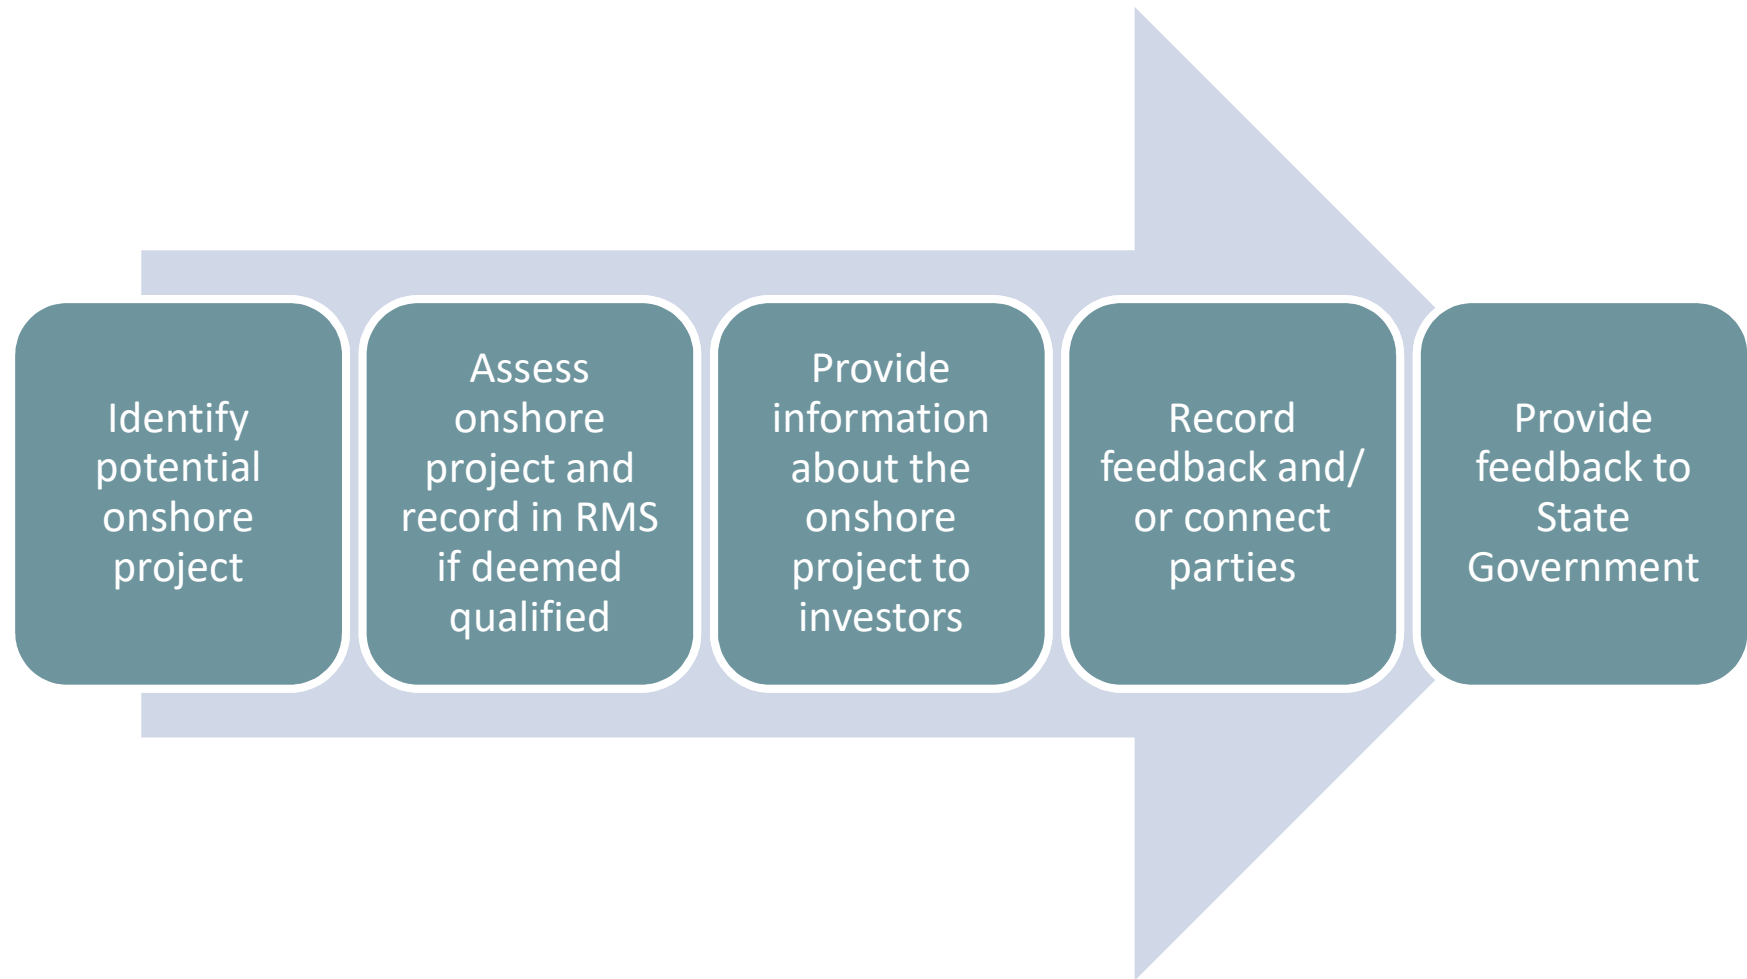 Identify
potential
onshore
project
Assess
onshore
project and
record in RMS
if deemed
qualified
Provide
information
about the
onshore
project to
investors
Record
feedback and/
or connect
parties
Provide
feedback to
State
Government